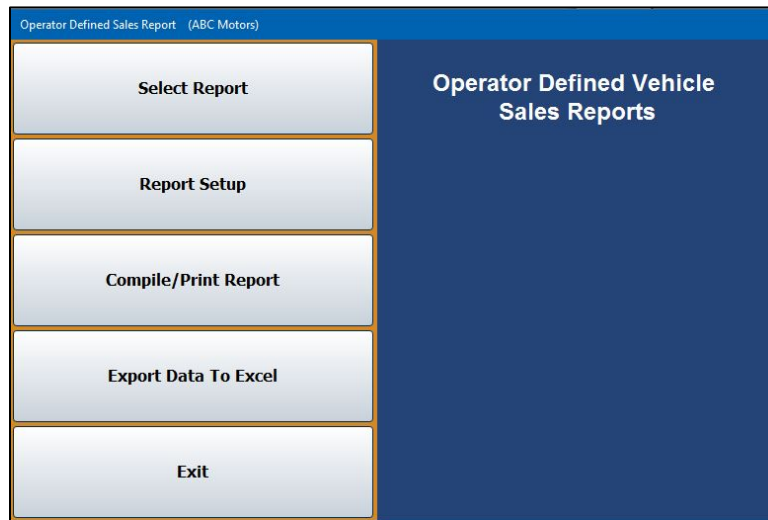 Operator Defined Sales Report (ABC Motors)
Select Report
Report Setup
Compile/Print Report
Export Data To Excel
Exit
Operator Defined Vehicle
Sales Reports